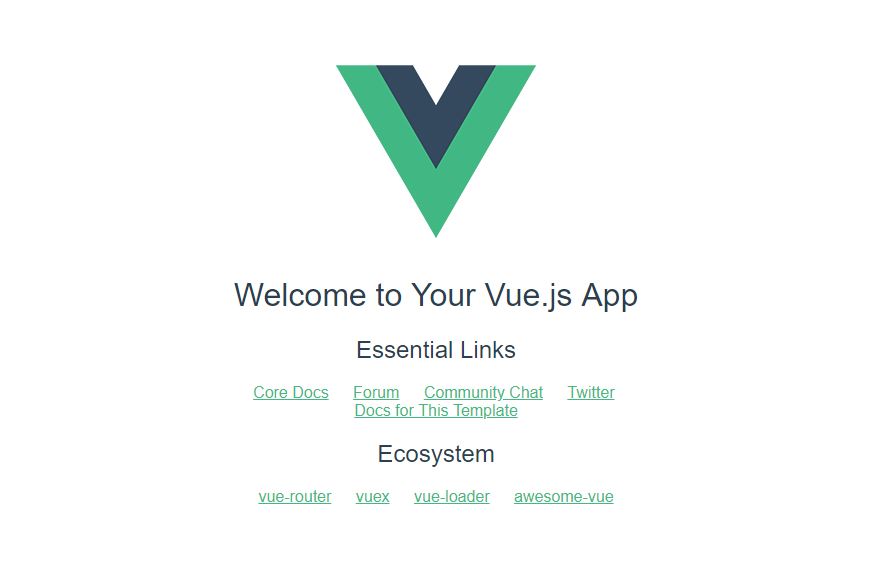 Welcome to Your Vue.js App
Essential Links
Core Docs Forum Community Chat Twitter
Docs for This Template
Ecosystem
vue-router vuex vue-loader awesome-vue